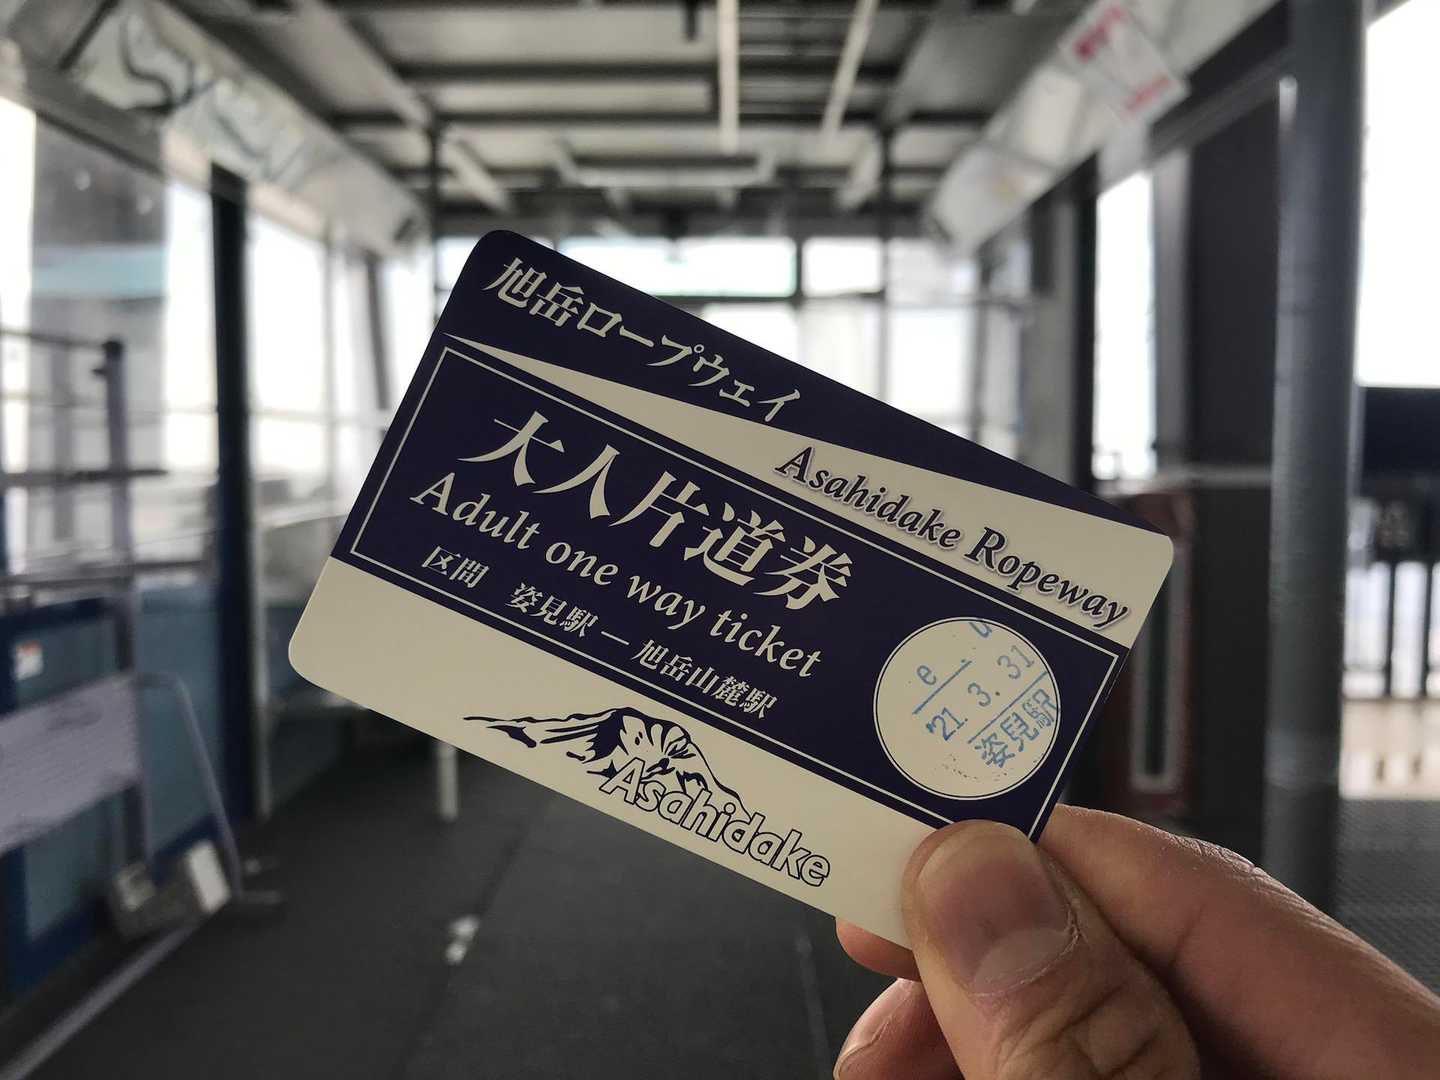 旭岳ロープウェイ
Asahidake Ropeway
大人片道券
Adult one way ticket
区間　姿見駅 ― 旭岳山麓駅
e
'21. 3. 31
姿見駅
Asahidake